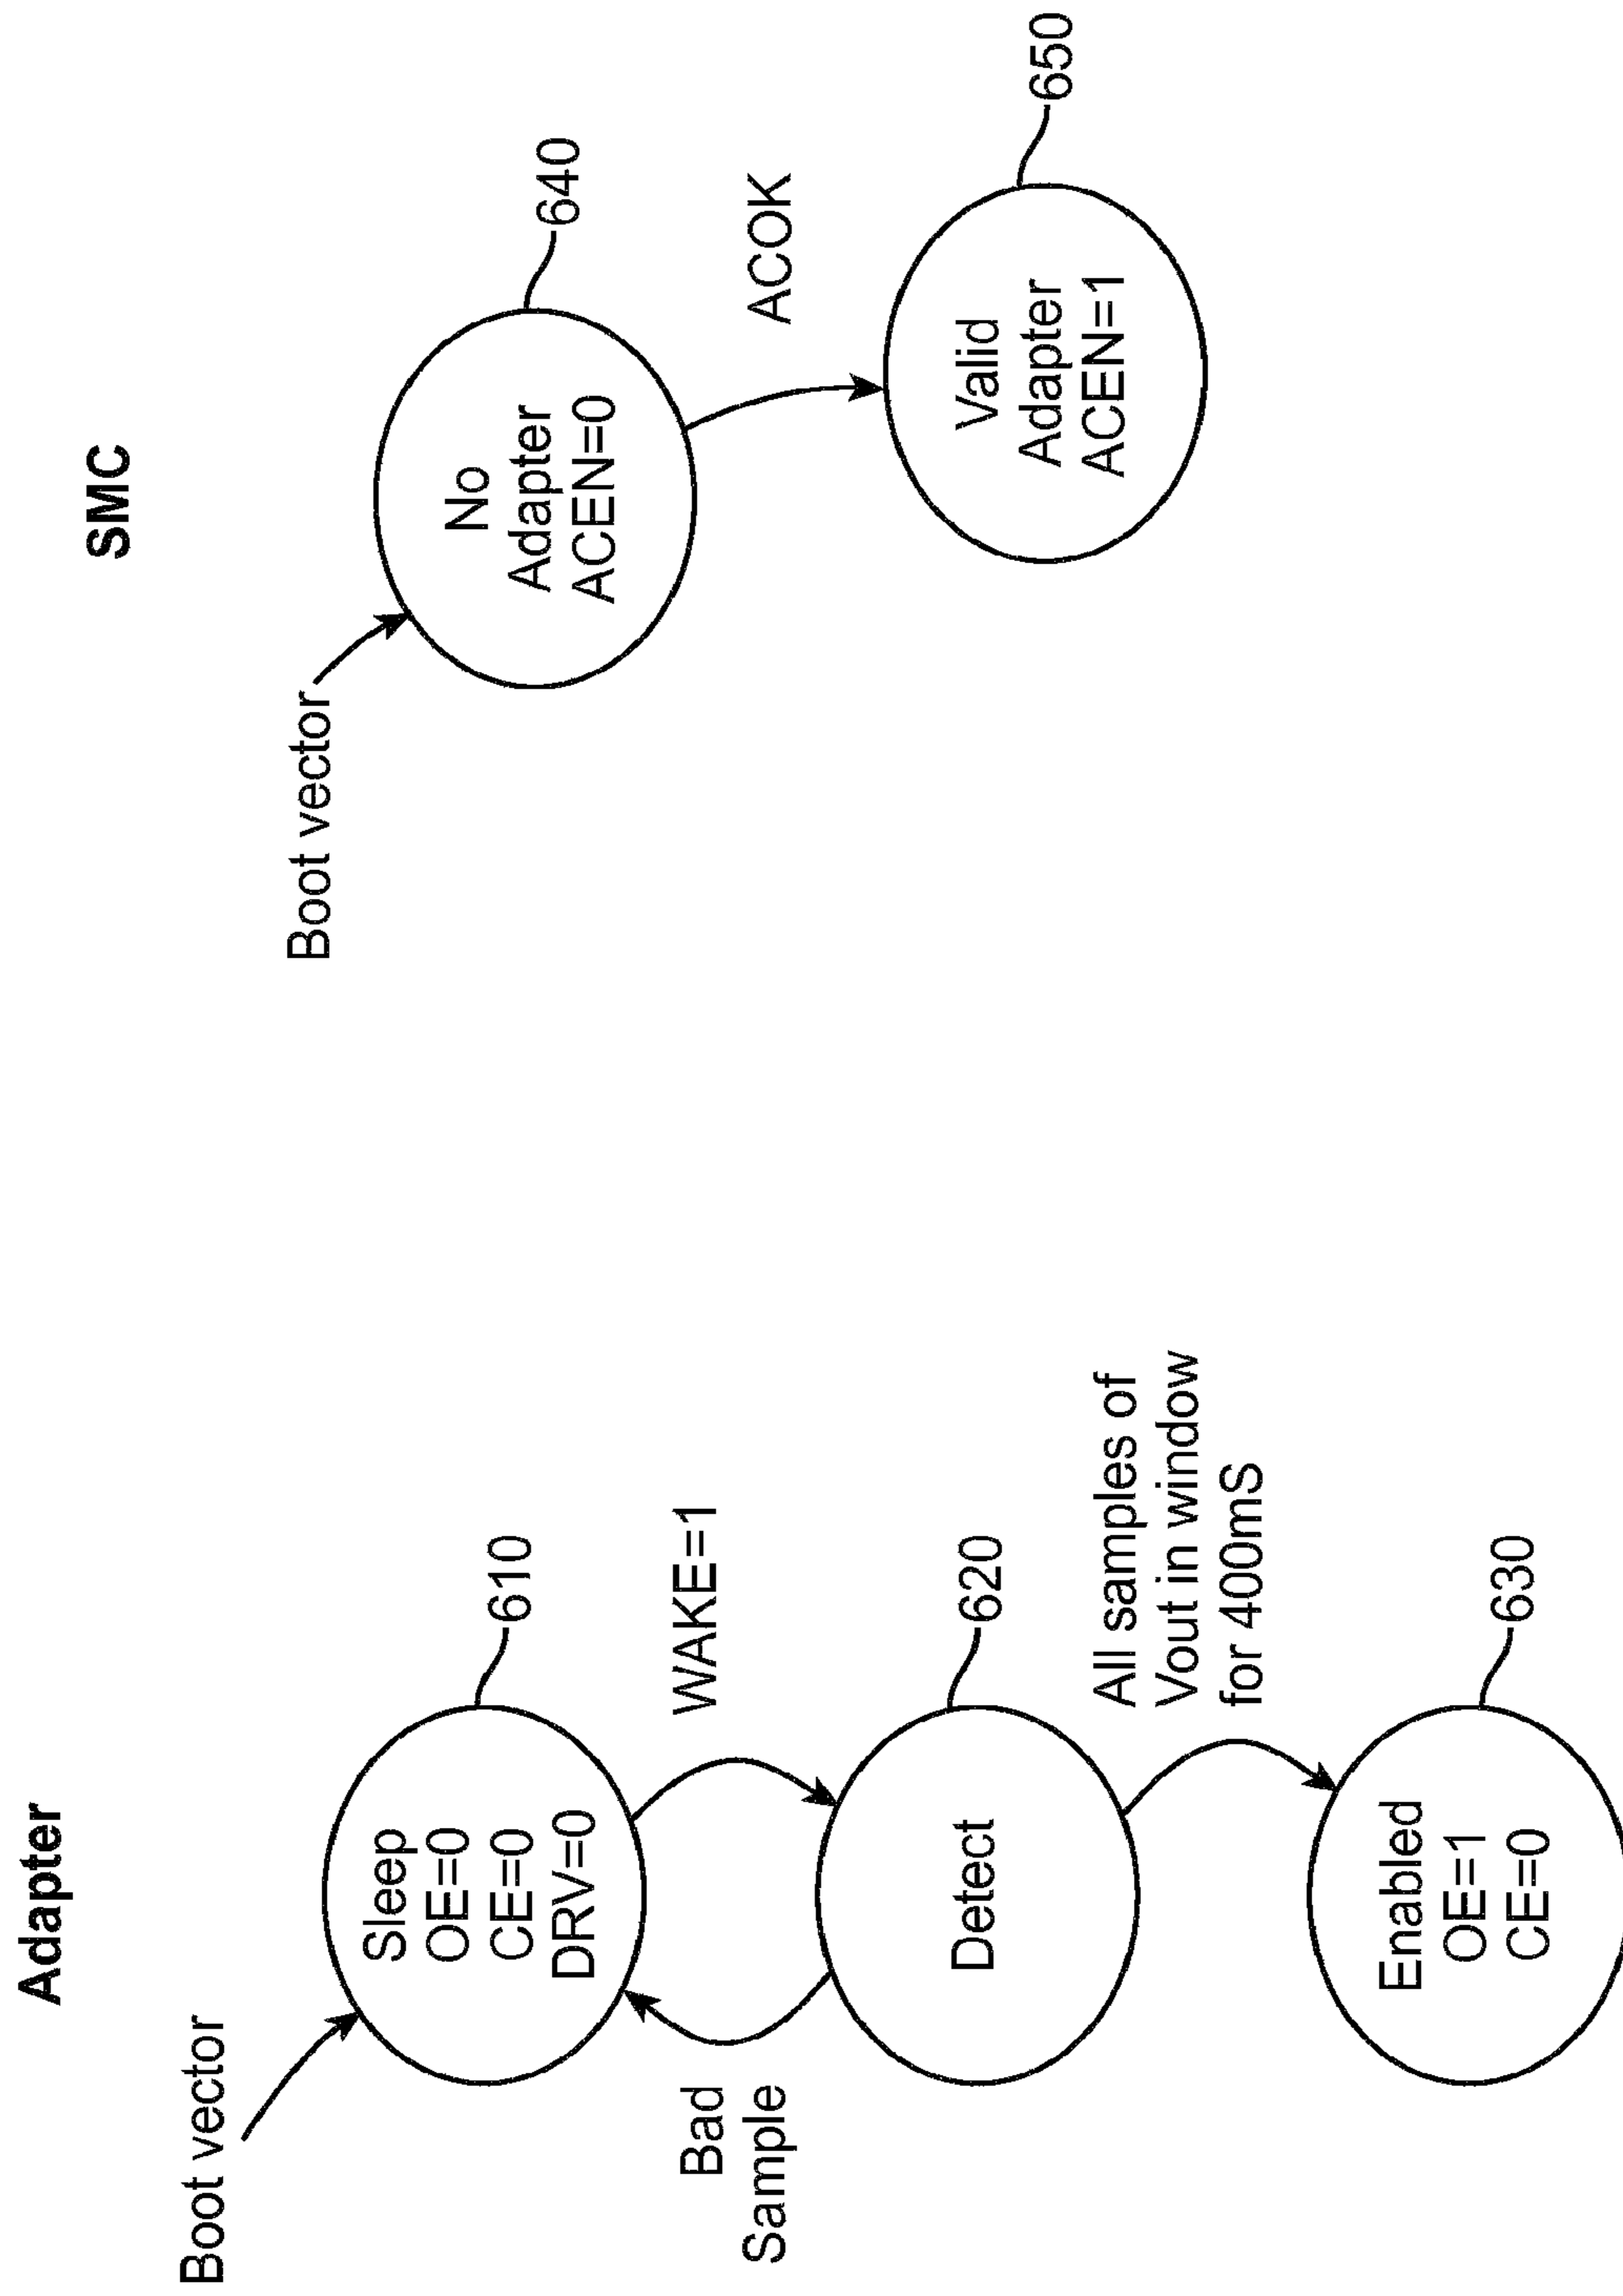 Adapter
Boot vector
Sleep
OE=0
CE=0
DRV=0
610
WAKE=1
Bad
Sample
Detect
620
All samples of
Vout in window
for 400mS
Enabled
OE=1
CE=0
630
SMC
Boot vector
No
Adapter
ACEN=0
640
ACOK
Valid
Adapter
ACEN=1
650